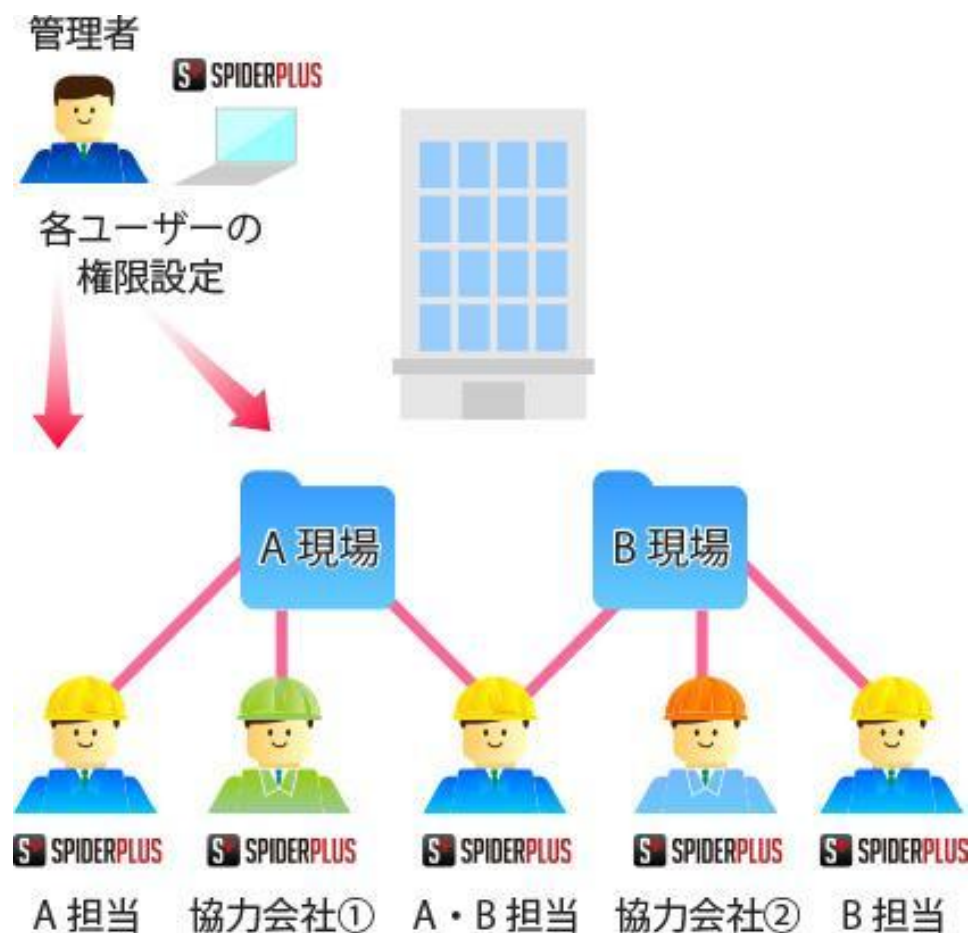 管理者
S+ SPIDERPLUS
各ユーザーの
権限設定
A 現場
B 現場
S+ SPIDERPLUS
S+ SPIDERPLUS
S+ SPIDERPLUS
S+ SPIDERPLUS
S+ SPIDERPLUS
A 担当
協力会社①
A・B 担当
協力会社②
B 担当